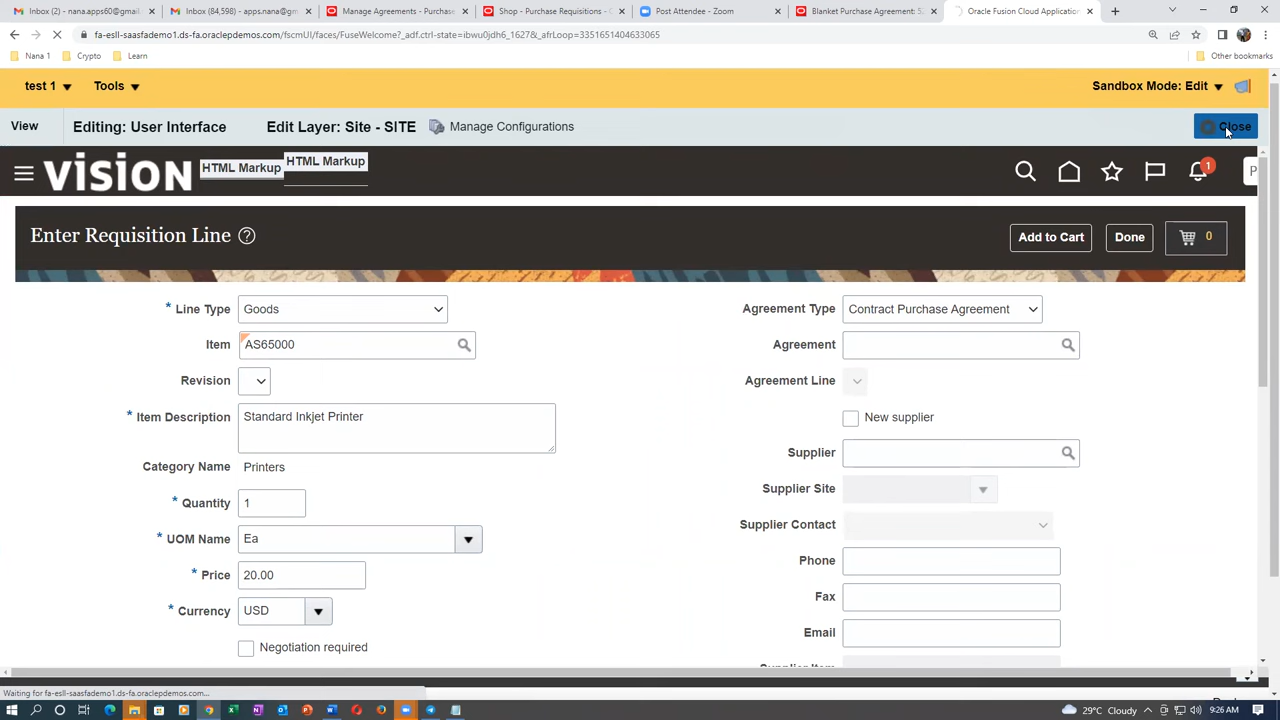 Inbox (2) - nana.apps60@gmail.
Inbox (84,598) - apps.na@gm
Manage Agreements - Purchase
Shop - Purchase Requisitions - C
Post Attendee - Zoom
Blanket Purchase Agreement: 5
Oracle Fusion Cloud Application
fa-esll-saasfademo1.ds-fa.oraclepdemos.com/fscmUI/faces/FuseWelcome?_adf.ctrl-state=ibwu0jdh6_1627&_afrLoop=3351651404633065
Nana 1
Crypto
Learn
Other bookmarks
test 1
Tools
Sandbox Mode: Edit
View
Editing: User Interface
Edit Layer: Site - SITE
Manage Configurations
Close
VISION
HTML Markup
HTML Markup
1
P
Enter Requisition Line
Add to Cart
Done
0
* Line Type
Goods
Item
AS65000
Revision
* Item Description
Standard Inkjet Printer
Category Name
Printers
* Quantity
1
* UOM Name
Ea
* Price
20.00
* Currency
USD
Negotiation required
Agreement Type
Contract Purchase Agreement
Agreement
Agreement Line
New supplier
Supplier
Supplier Site
Supplier Contact
Phone
Fax
Email
Supplier Item
Waiting for fa-esll-saasfademo1.ds-fa.oraclepdemos.com...
29°C Cloudy
9:26 AM